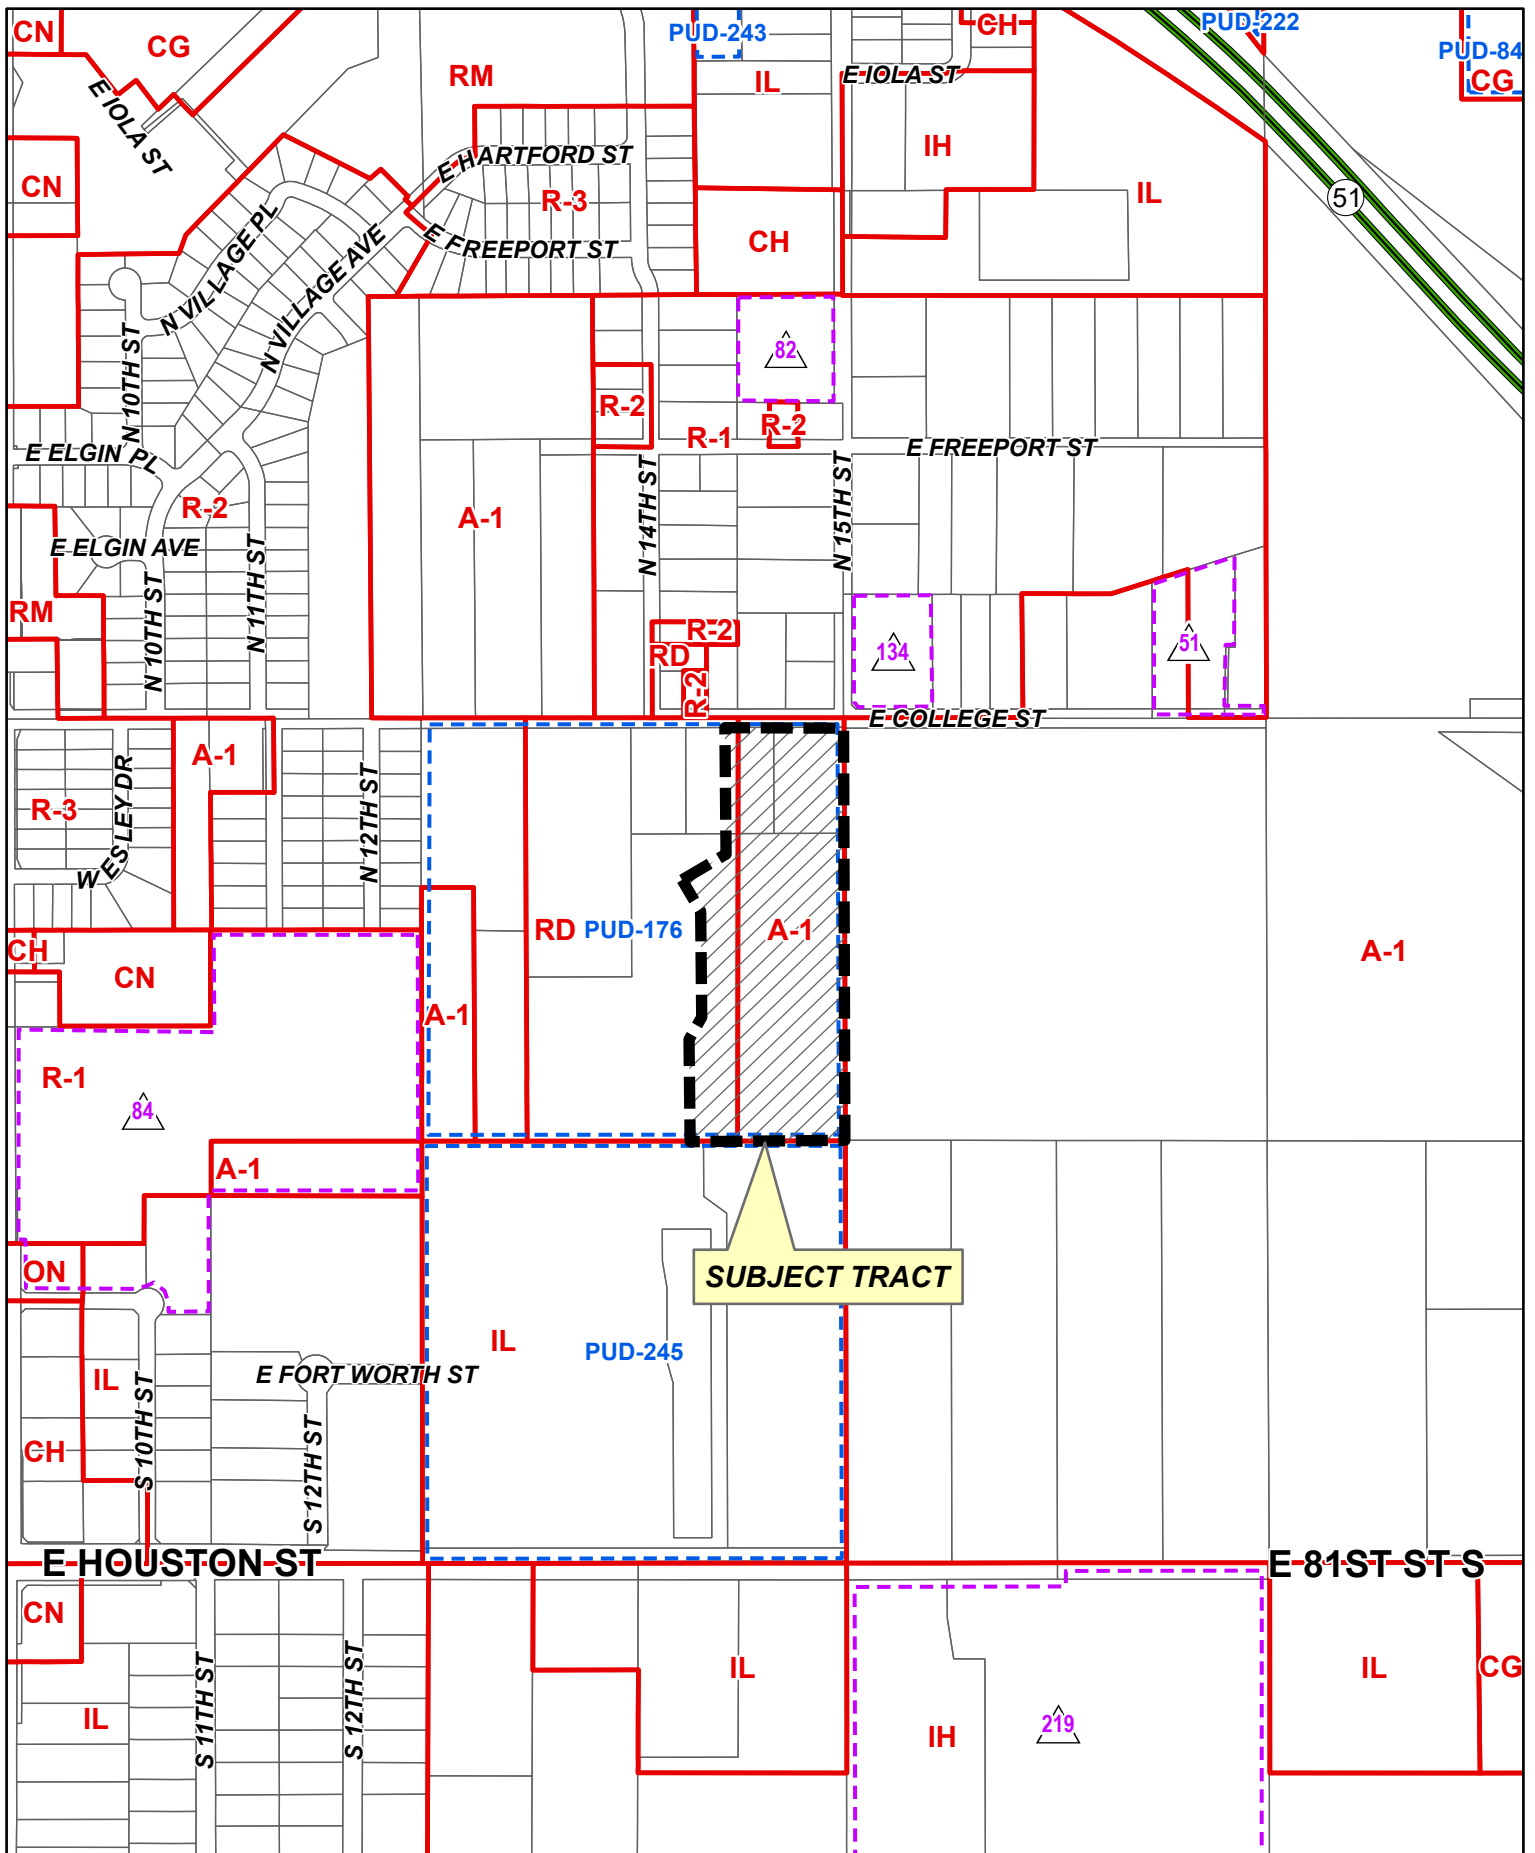 CN
CG
RM
PUD-243
CH
PUD-222
PUD-84
CG
E IOLA ST
E IOLA ST
IL
IH
IL
51
CN
E HARTFORD ST
R-3
E FREEPORT ST
CH
N VILLAGE PL
N VILLAGE AVE
N 10TH ST
82
R-2
R-1
R-2
E FREEPORT ST
E ELGIN PL
R-2
A-1
N 14TH ST
N 15TH ST
E ELGIN AVE
N 10TH ST
N 11TH ST
RM
R-2
RD
R-2
134
51
E COLLEGE ST
A-1
R-3
WESLEY DR
N 12TH ST
RD
PUD-176
A-1
A-1
CH
CN
A-1
R-1
84
A-1
SUBJECT TRACT
ON
IL
PUD-245
IL
E FORT WORTH ST
CH
S 10TH ST
S 12TH ST
E HOUSTON ST
E 81ST ST S
CN
IL
S 11TH ST
S 12TH ST
IL
IH
219
IL
CG